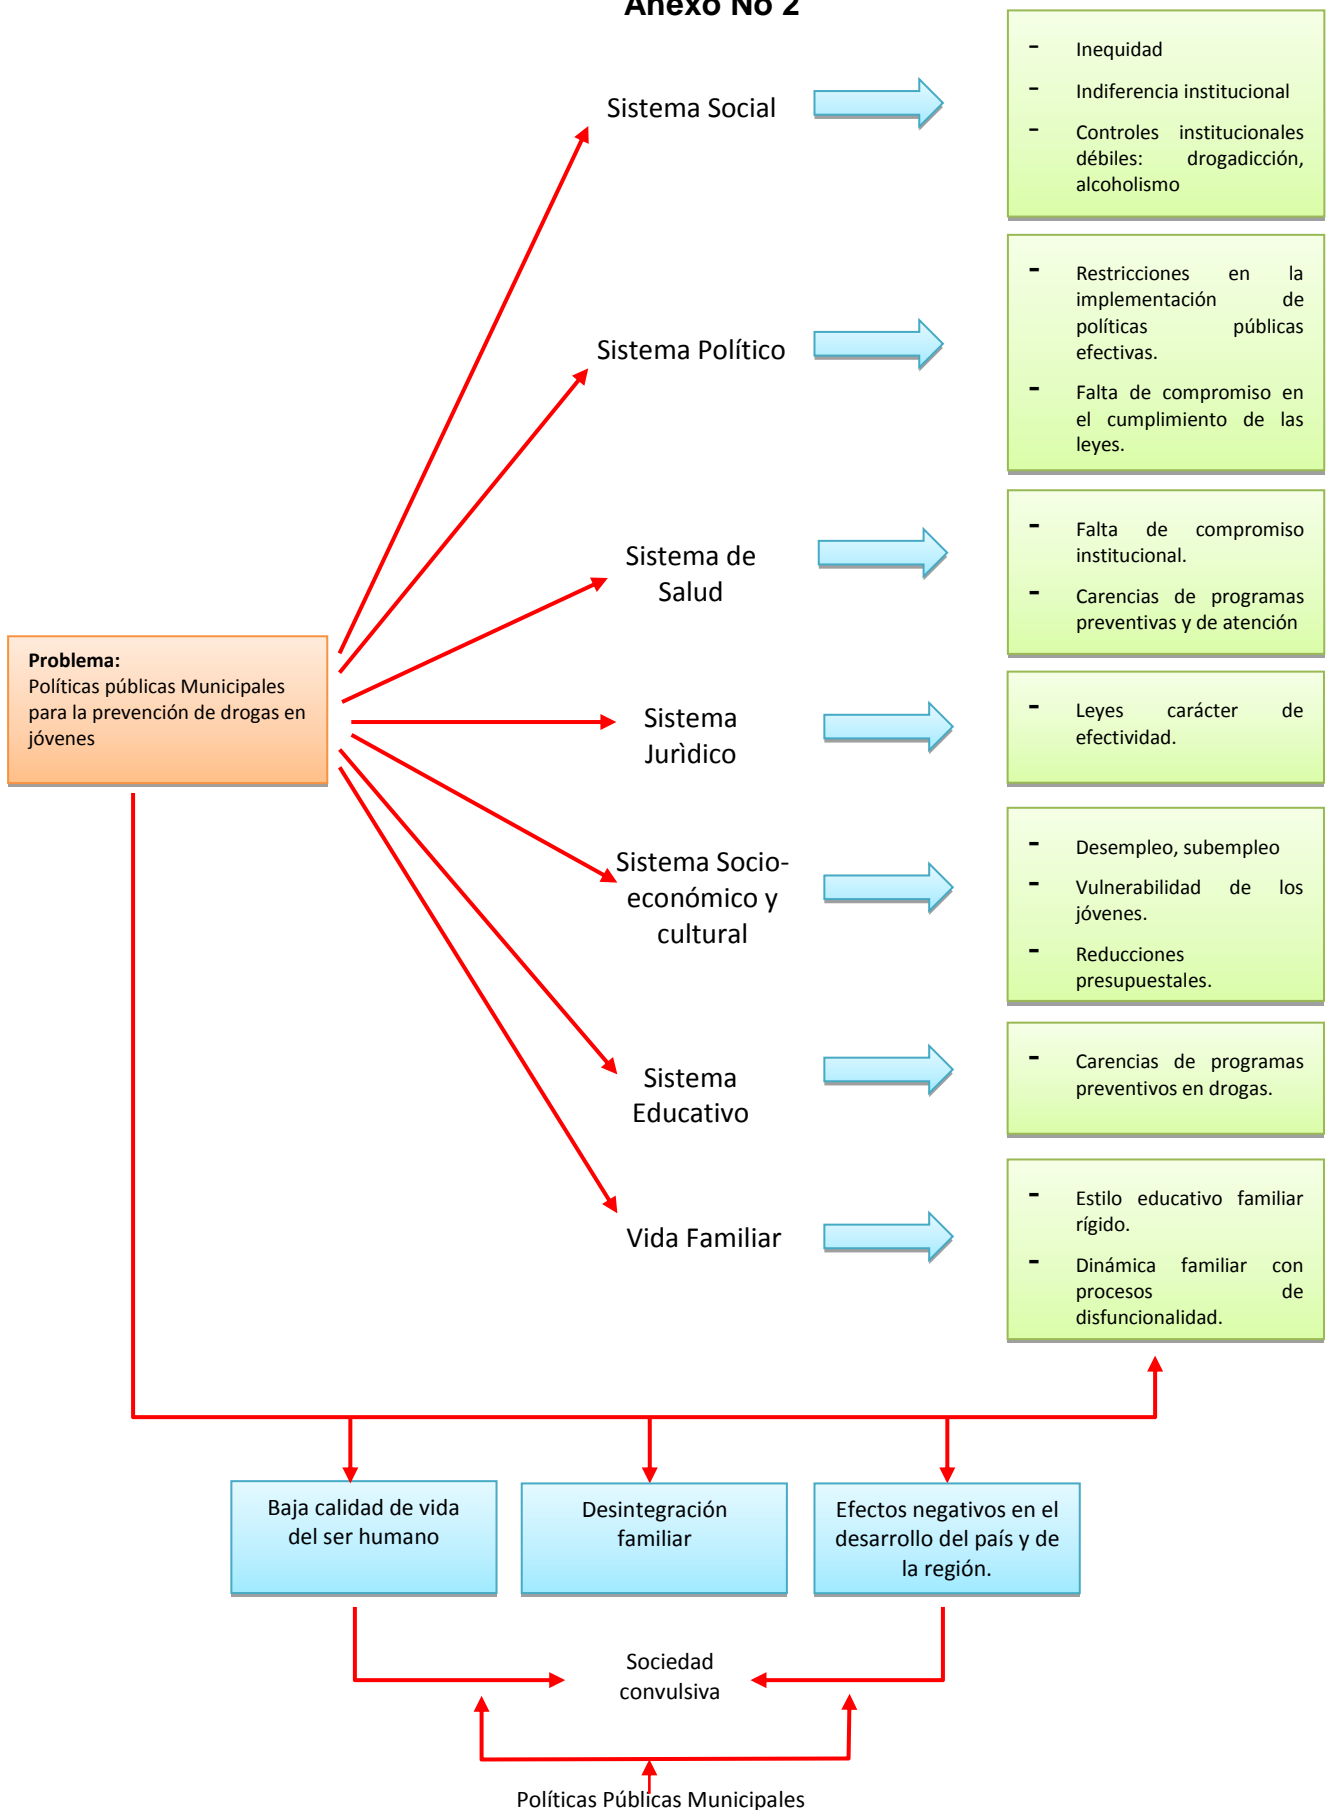 Anexo No 2
Sistema Social
- Inequidad
- Indiferencia institucional
- Controles institucionales
débiles: drogadicción,
alcoholismo
Sistema Político
- Restricciones en la
implementación de
políticas públicas
efectivas.
- Falta de compromiso en
el cumplimiento de las
leyes.
Sistema de
Salud
- Falta de compromiso
institucional.
- Carencias de programas
preventivas y de atención
Problema:
Políticas públicas Municipales
para la prevención de drogas en
jóvenes
Sistema
Jurìdico
- Leyes carácter de
efectividad.
Sistema Socio-
económico y
cultural
- Desempleo, subempleo
- Vulnerabilidad de los
jóvenes.
- Reducciones
presupuestales.
Sistema
Educativo
- Carencias de programas
preventivos en drogas.
Vida Familiar
- Estilo educativo familiar
rígido.
- Dinámica familiar con
procesos de
disfuncionalidad.
Baja calidad de vida
del ser humano
Desintegración
familiar
Efectos negativos en el
desarrollo del país y de
la región.
Sociedad
convulsiva
Políticas Públicas Municipales